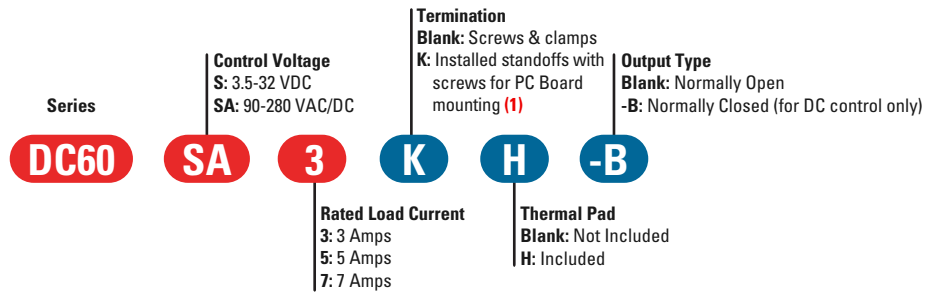 Termination
Blank: Screws & clamps
K: Installed standoffs with
screws for PC Board
mounting (1)
Control Voltage
S: 3.5-32 VDC
SA: 90-280 VAC/DC
Output Type
Blank: Normally Open
-B: Normally Closed (for DC control only)
Series
DC60 SA 3 K H -B
Rated Load Current
3: 3 Amps
5: 5 Amps
7: 7 Amps
Thermal Pad
Blank: Not Included
H: Included